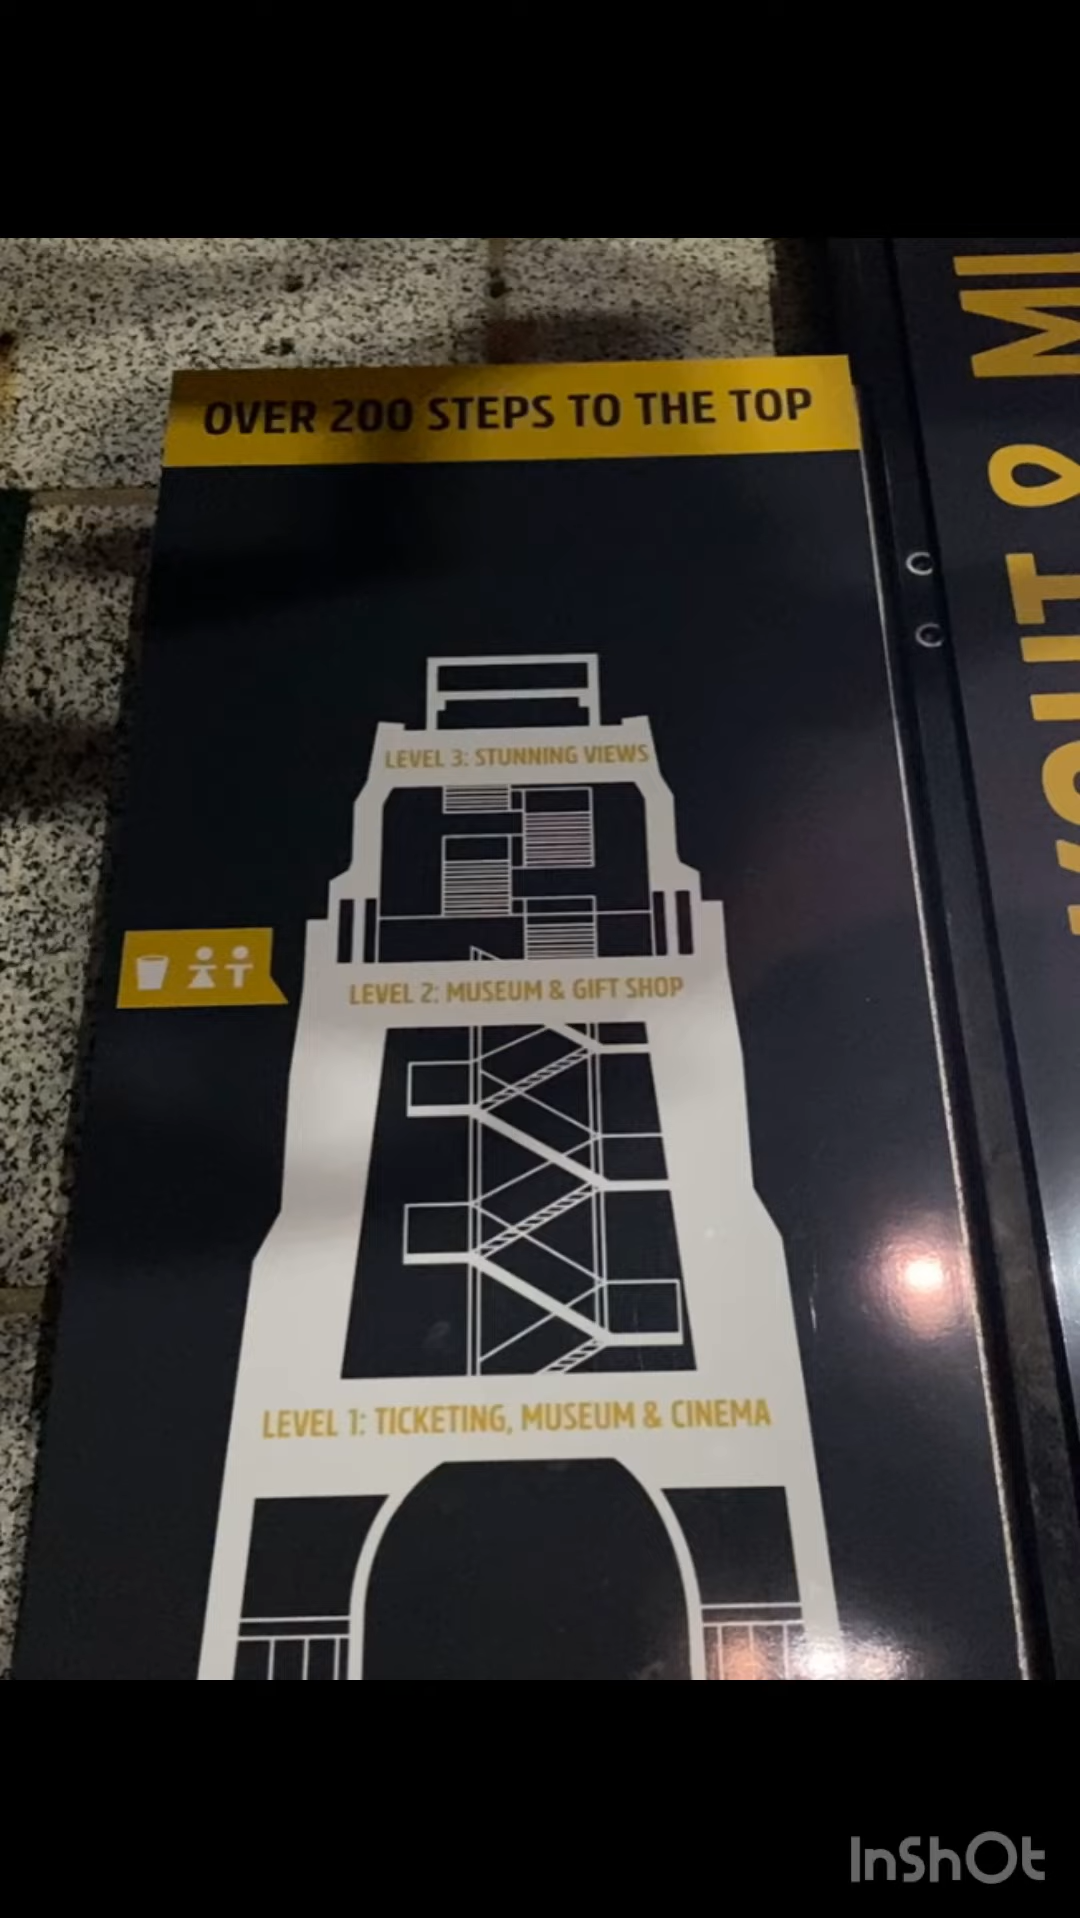 OVER 200 STEPS TO THE TOP
LEVEL 3: STUNNING VIEWS
LEVEL 2: MUSEUM & GIFT SHOP
LEVEL 1: TICKETING, MUSEUM & CINEMA
InShOt